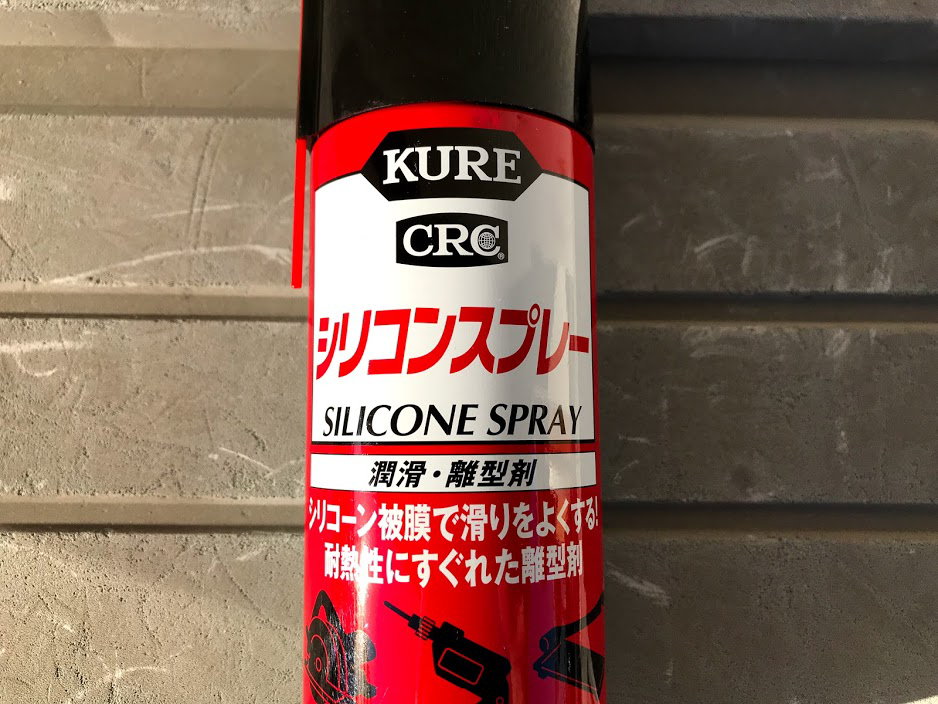 KURE
CRC®
シリコンスプレー
SILICONE SPRAY
潤滑・離型剤
シリコーン被膜で滑りをよくする!
耐熱性にすぐれた離型剤